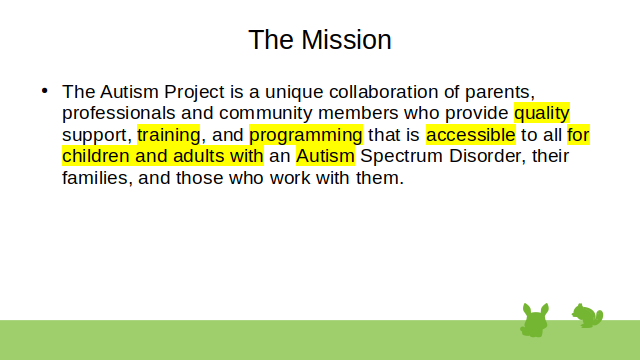 The Mission
• The Autism Project is a unique collaboration of parents,
professionals and community members who provide quality
support, training, and programming that is accessible to all for
children and adults with an Autism Spectrum Disorder, their
families, and those who work with them.